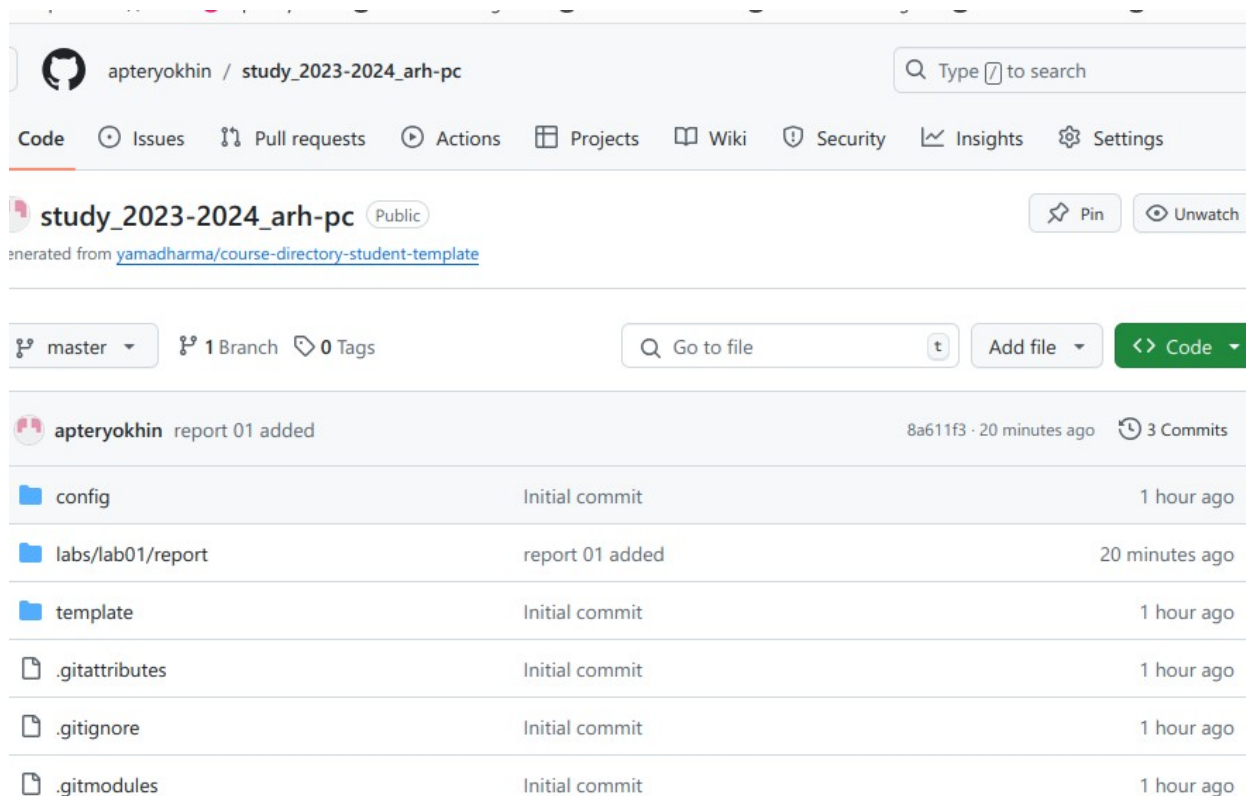 apteryokhin / study_2023-2024_arh-pc Type / to search
Code Issues Pull requests Actions Projects Wiki Security Insights Settings
study_2023-2024_arh-pc Public Pin Unwatch
enerated from yamadharma/course-directory-student-template
master 1 Branch 0 Tags Go to file t Add file Code
apteryokhin report 01 added 8a611f3 · 20 minutes ago 3 Commits
config Initial commit 1 hour ago
labs/lab01/report report 01 added 20 minutes ago
template Initial commit 1 hour ago
.gitattributes Initial commit 1 hour ago
.gitignore Initial commit 1 hour ago
.gitmodules Initial commit 1 hour ago